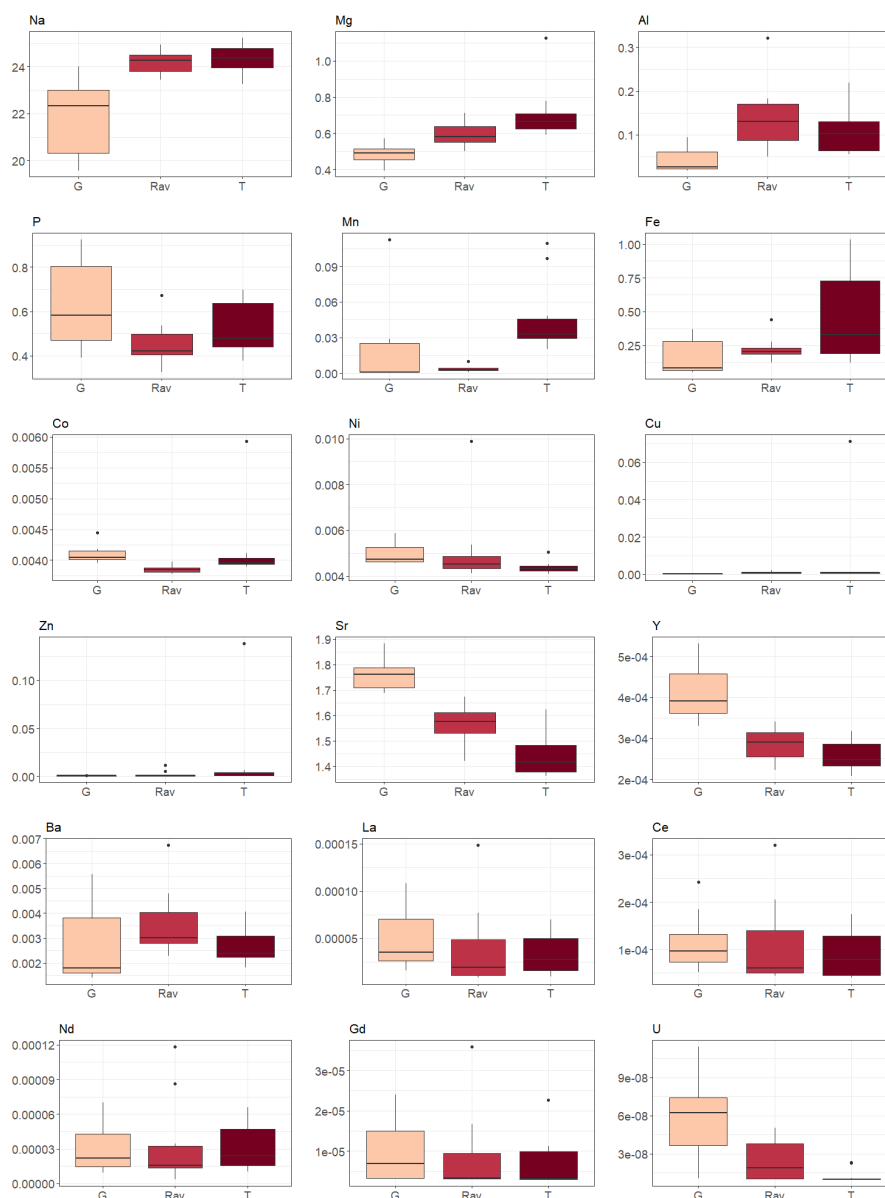 Na Mg Al
24
22
20
1.0
0.8
0.6
0.4
0.3
0.2
0.1
G Rav T G Rav T G Rav T
P Mn Fe
0.8
0.6
0.4
0.09
0.06
0.03
0.00
1.00
0.75
0.50
0.25
G Rav T G Rav T G Rav T
Co Ni Cu
0.0060
0.0055
0.0050
0.0045
0.0040
0.010
0.008
0.006
0.004
0.06
0.04
0.02
0.00
G Rav T G Rav T G Rav T
Zn Sr Y
0.10
0.05
0.00
1.9
1.8
1.7
1.6
1.5
1.4
5e-04
4e-04
3e-04
2e-04
G Rav T G Rav T G Rav T
Ba La Ce
0.007
0.006
0.005
0.004
0.003
0.002
0.00015
0.00010
0.00005
3e-04
2e-04
1e-04
G Rav T G Rav T G Rav T
Nd Gd U
0.00012
0.00009
0.00006
0.00003
0.00000
3e-05
2e-05
1e-05
9e-08
6e-08
3e-08
G Rav T G Rav T G Rav T